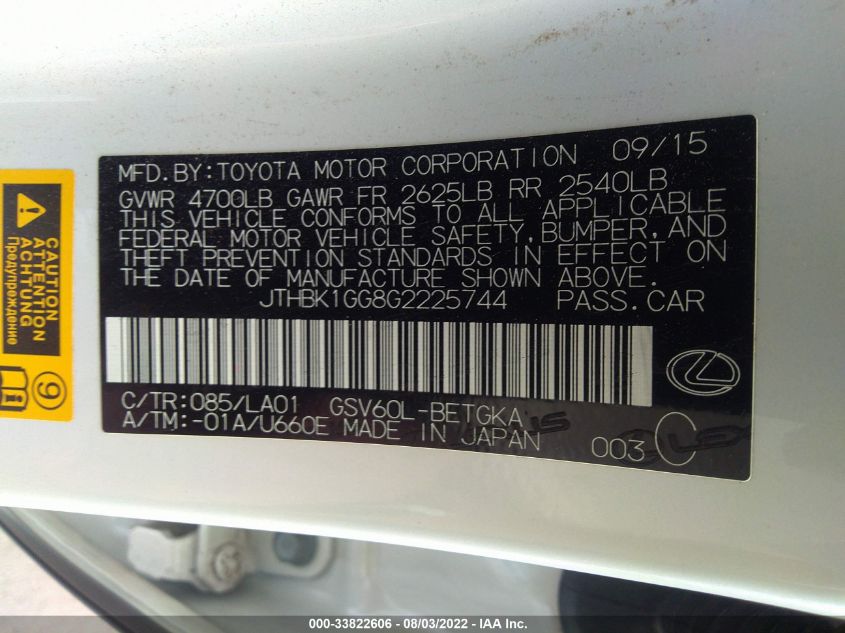 MFD.BY:TOYOTA MOTOR CORPORATION 09/15
GVWR 4700LB GAWR FR 2625LB RR 2540LB
THIS VEHICLE CONFORMS TO ALL APPLICABLE
FEDERAL MOTOR VEHICLE SAFETY,BUMPER,AND
THEFT PREVENTION STANDARDS IN EFFECT ON
THE DATE OF MANUFACTURE SHOWN ABOVE.
JTHBK1GG8G2225744 PASS.CAR
C/TR:085/LA01 GSV60L-BETGKA
A/TM:-01A/U660E MADE IN JAPAN
003
CAUTION
ATTENTION
ACHTUNG
Предупреждение
9
000-33822606 - 08/03/2022 - IAA Inc.